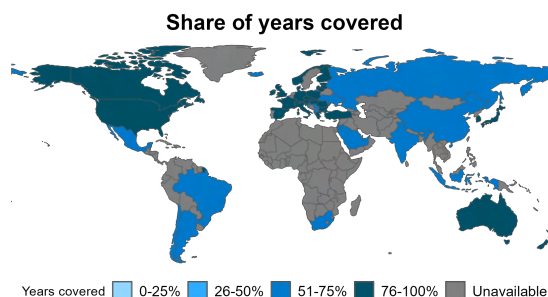 Share of years covered
Years covered 0-25% 26-50% 51-75% 76-100% Unavailable